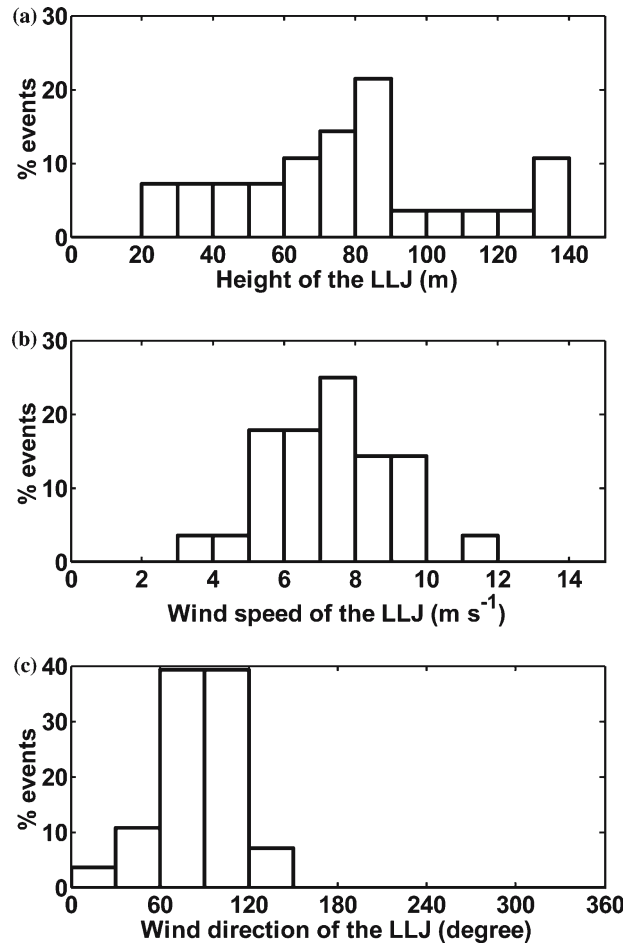 (a)
30
20
10
0
% events
0 20 40 60 80 100 120 140
Height of the LLJ (m)
(b)
30
20
10
0
% events
0 2 4 6 8 10 12 14
Wind speed of the LLJ (m s⁻¹)
(c)
40
30
20
10
0
% events
0 60 120 180 240 300 360
Wind direction of the LLJ (degree)